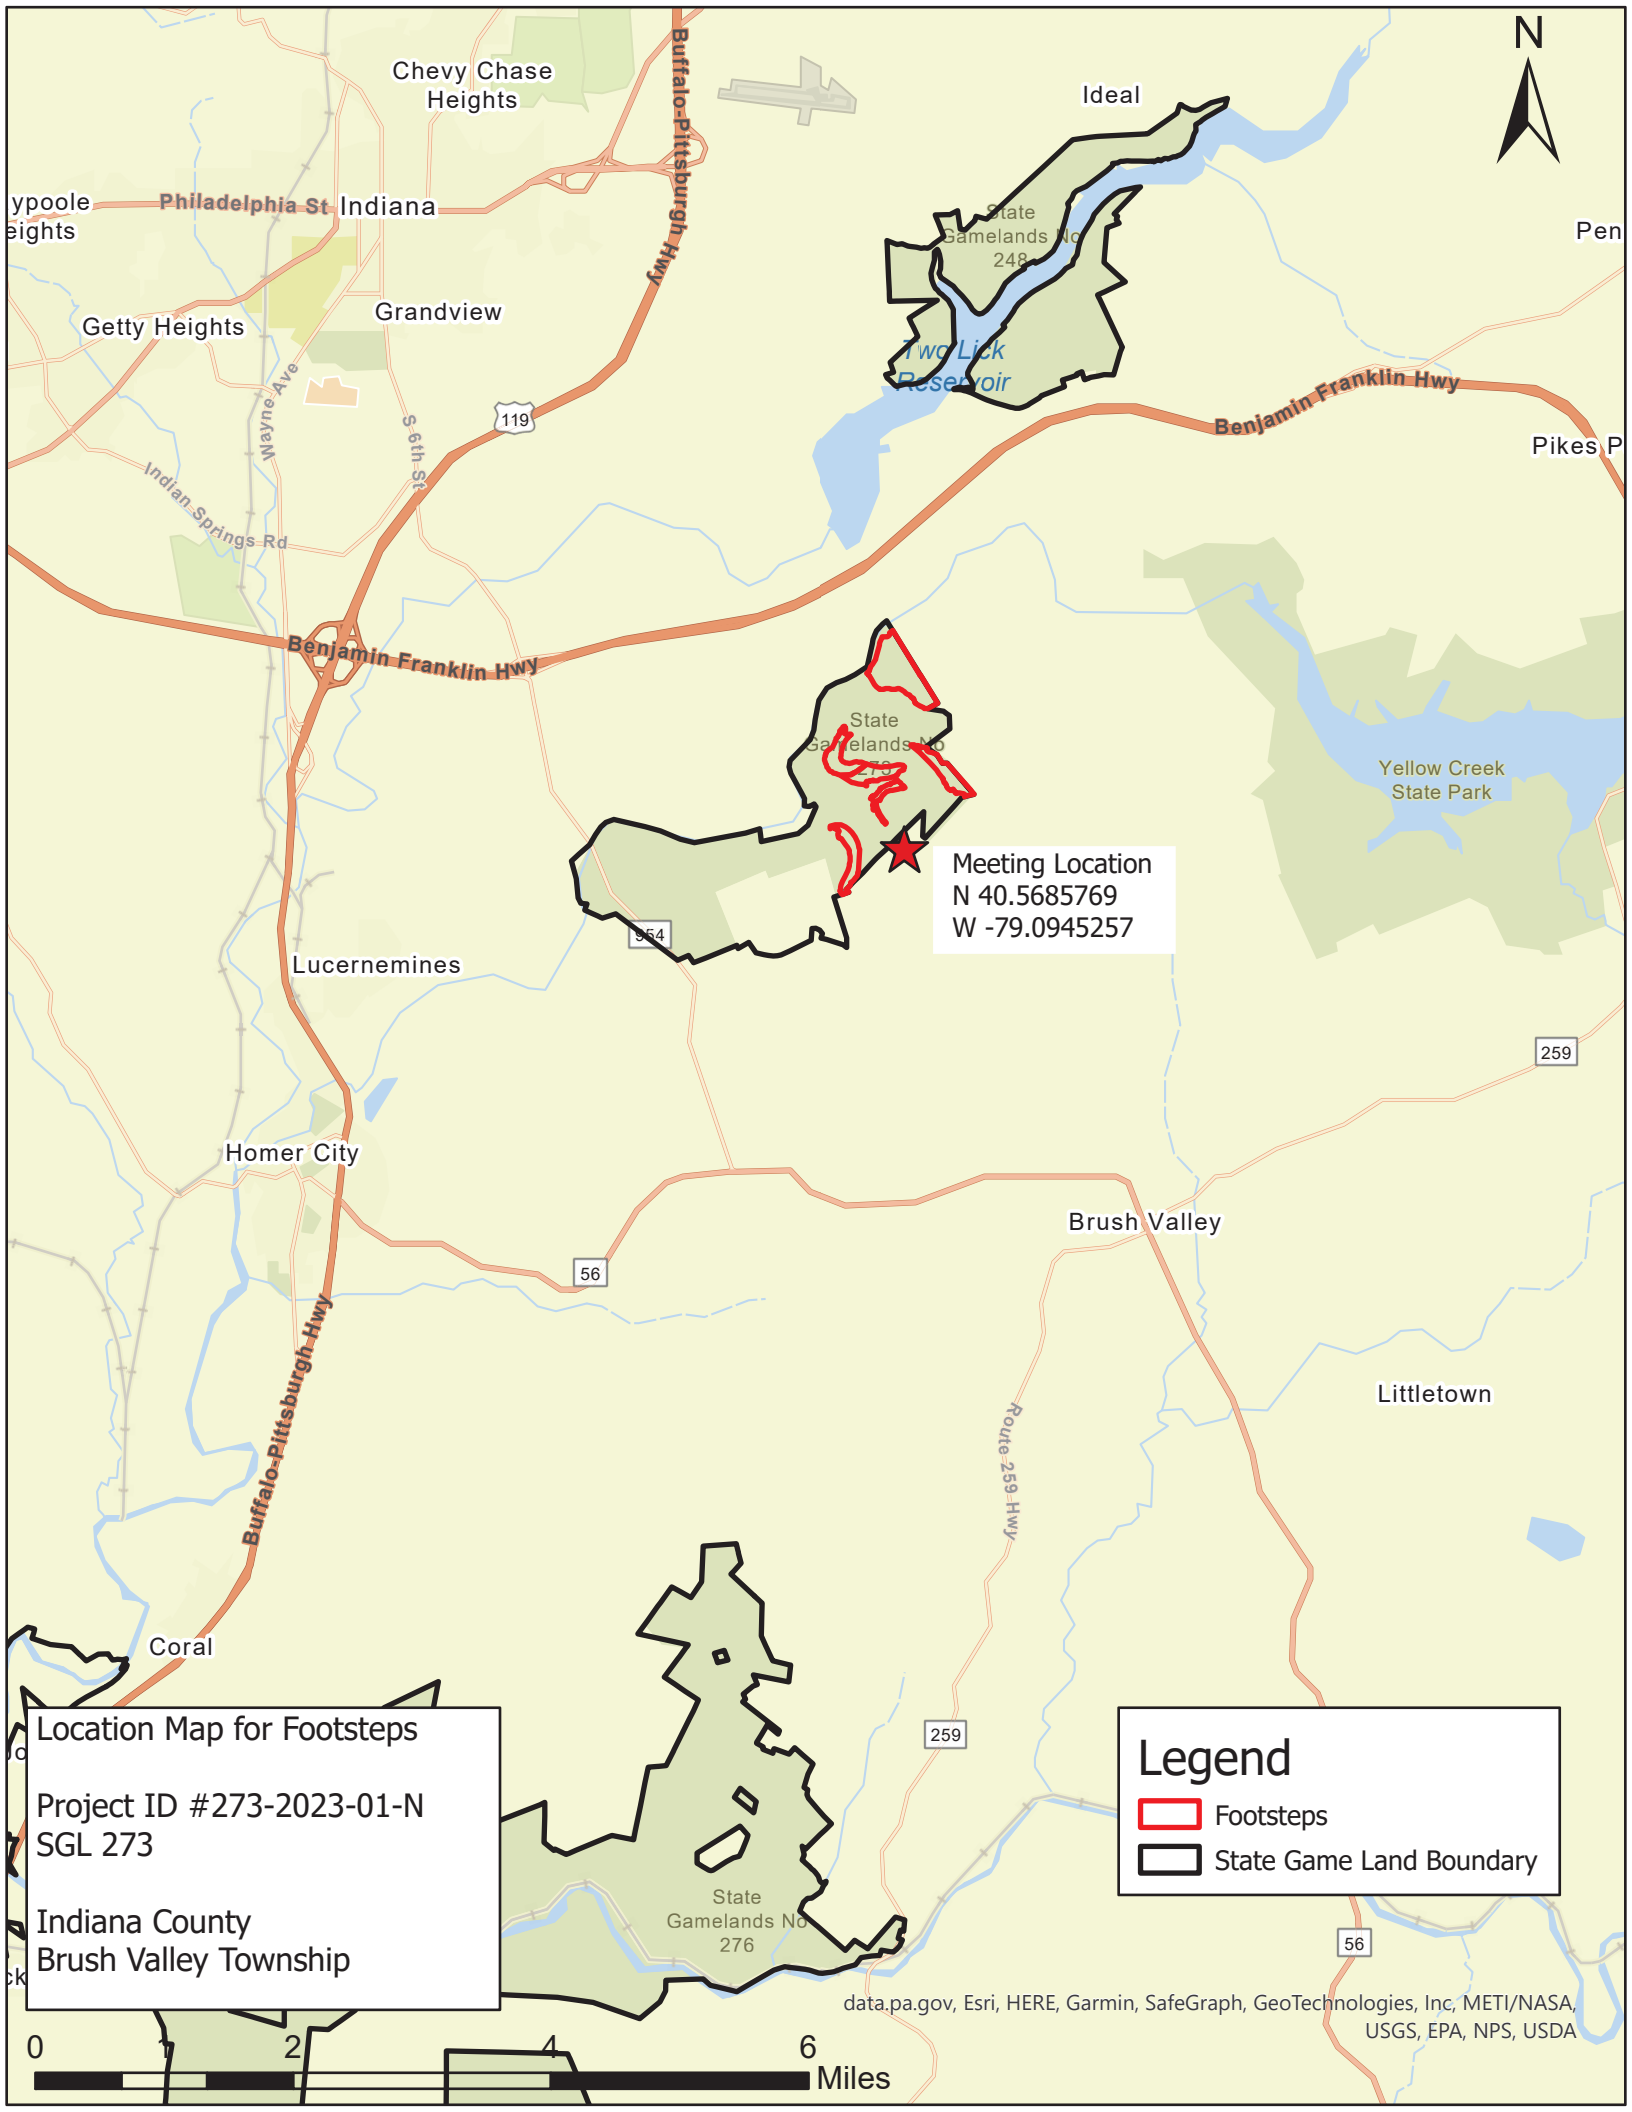 N
Chevy Chase
Heights
Buffalo-Pittsburgh Hwy
Ideal
ypoole
eights
Philadelphia St
Indiana
State
Gamelands No
248
Pen
Getty Heights
Grandview
Two Lick
Reservoir
Wayne Ave
S 6th St
119
Benjamin Franklin Hwy
Pikes P
Indian Springs Rd
Benjamin Franklin Hwy
State
Gamelands No
273
Yellow Creek
State Park
Meeting Location
N 40.5685769
W -79.0945257
954
Lucernemines
259
Homer City
Brush Valley
56
Buffalo-Pittsburgh Hwy
Littletown
Route 259 Hwy
Coral
259
Jo
ck
Location Map for Footsteps
Project ID #273-2023-01-N
SGL 273
Indiana County
Brush Valley Township
Legend
Footsteps
State Game Land Boundary
State
Gamelands No
276
56
data.pa.gov, Esri, HERE, Garmin, SafeGraph, GeoTechnologies, Inc, METI/NASA,
USGS, EPA, NPS, USDA
0 1 2 4 6
Miles